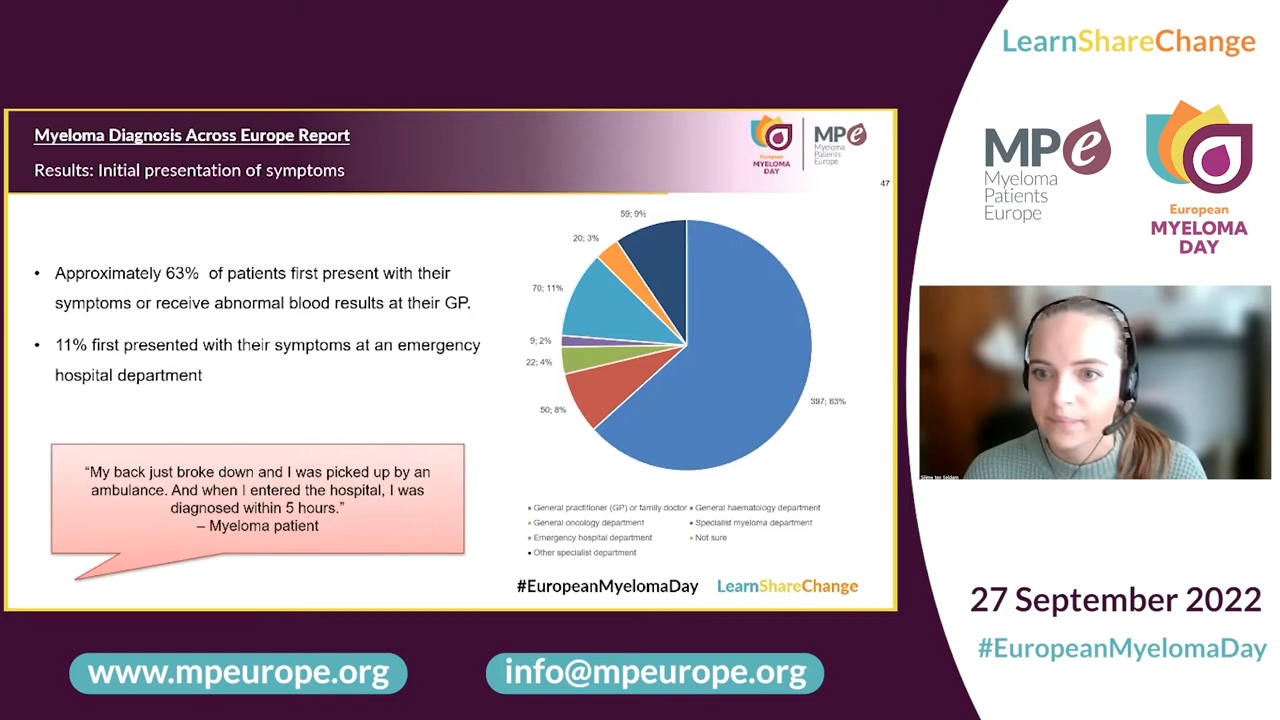 LearnShareChange
Myeloma Diagnosis Across Europe Report
Results: Initial presentation of symptoms
European
MYELOMA
DAY
MPe
Myeloma
Patients
Europe
47
• Approximately 63% of patients first present with their
symptoms or receive abnormal blood results at their GP.
• 11% first presented with their symptoms at an emergency
hospital department
"My back just broke down and I was picked up by an
ambulance. And when I entered the hospital, I was
diagnosed within 5 hours."
– Myeloma patient
59; 9%
20; 3%
70; 11%
9; 2%
22; 4%
50; 8%
397; 63%
General practitioner (GP) or family doctor
General haematology department
General oncology department
Specialist myeloma department
Emergency hospital department
Not sure
Other specialist department
#EuropeanMyelomaDay
LearnShareChange
MPe
Myeloma
Patients
Europe
European
MYELOMA
DAY
27 September 2022
#EuropeanMyelomaDay
www.mpeurope.org
info@mpeurope.org